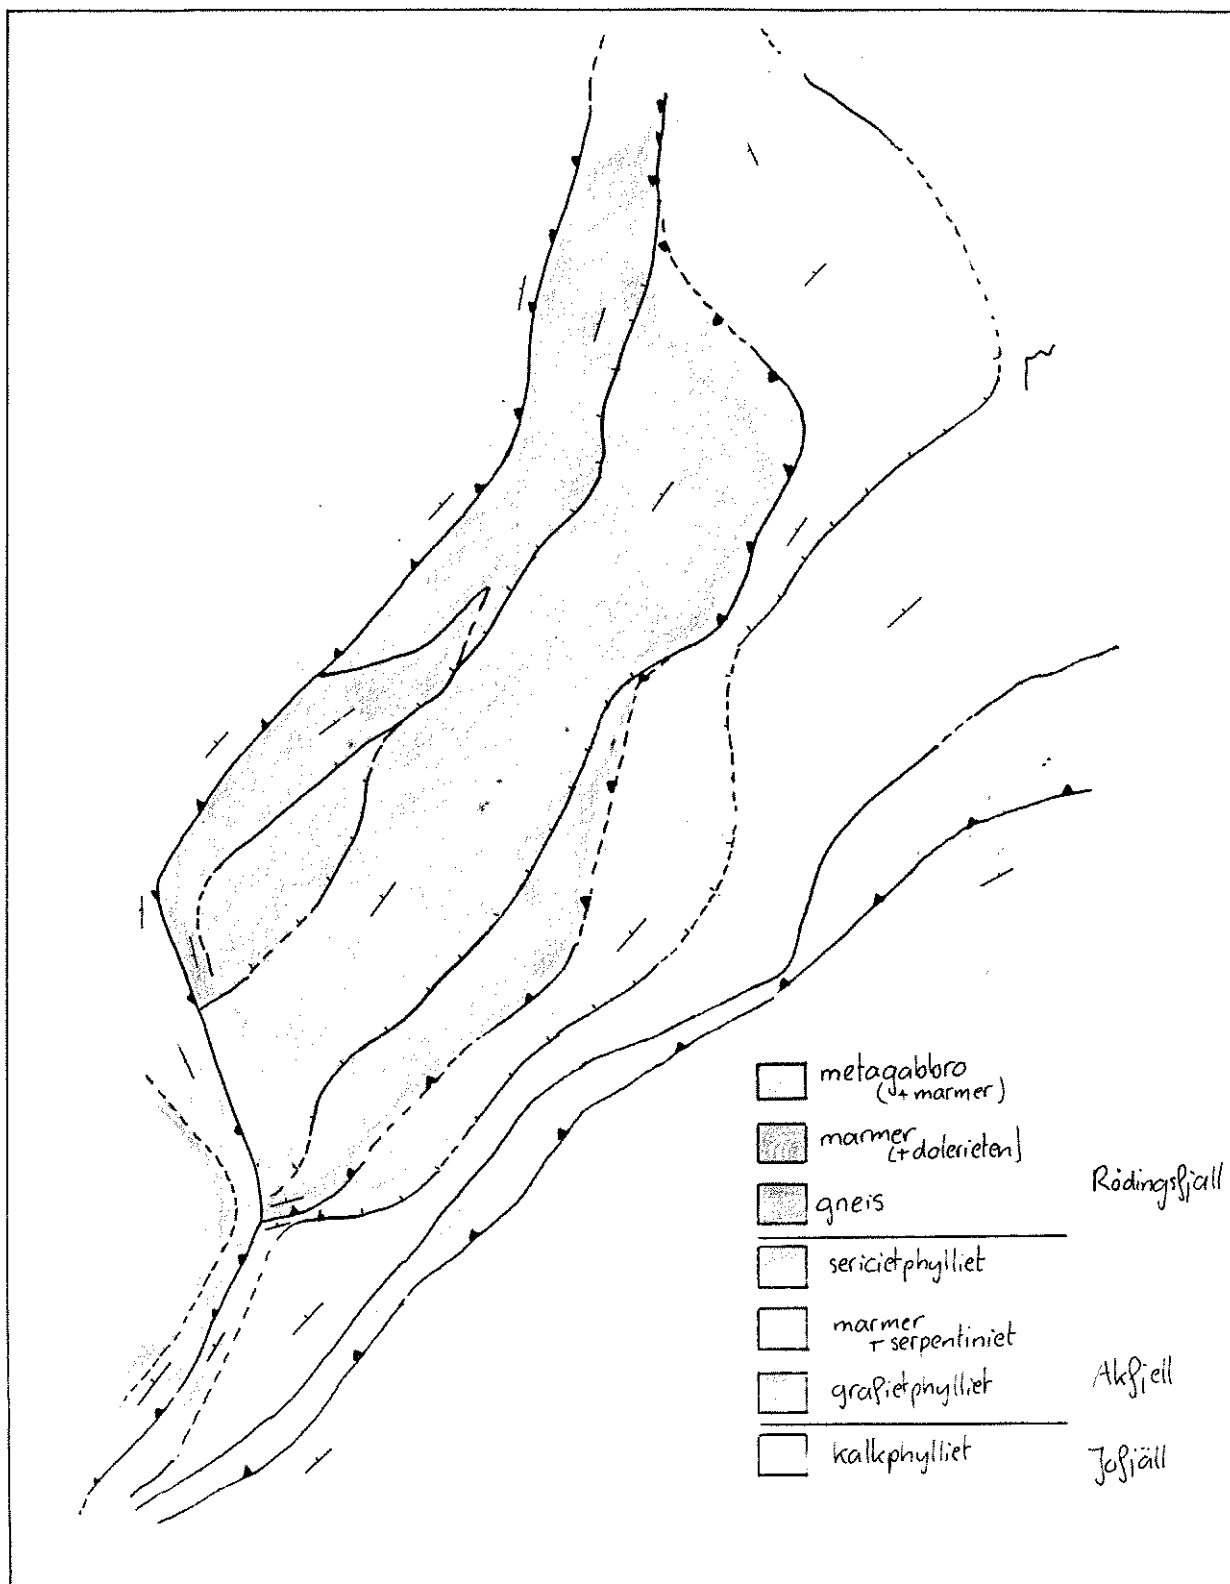 metagabbro
(+ marmer)
marmer
(+dolerieten)
gneis
Rödingsfjäll
sericietphylliet
marmer
+ serpentiniet
grafietphylliet
Akfjell
kalkphylliet
Jofjäll